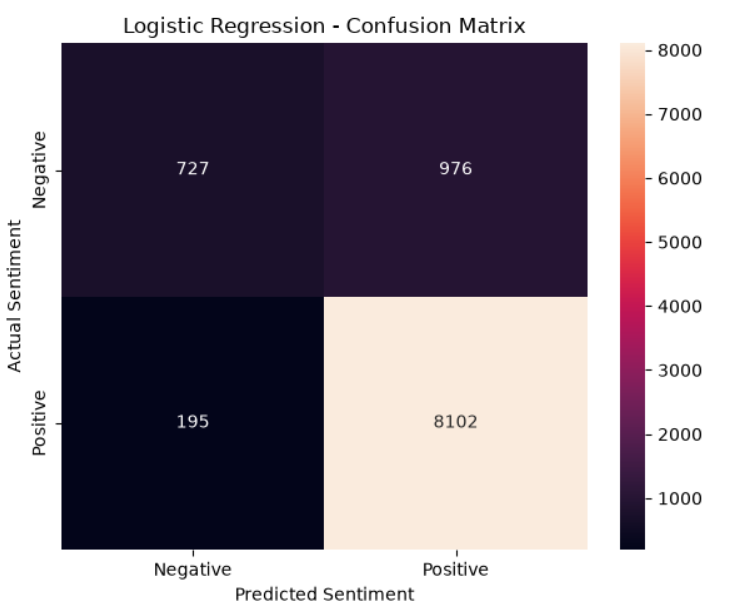 Logistic Regression - Confusion Matrix
Actual Sentiment
Negative
Positive
727
976
195
8102
Negative
Positive
Predicted Sentiment
8000
7000
6000
5000
4000
3000
2000
1000